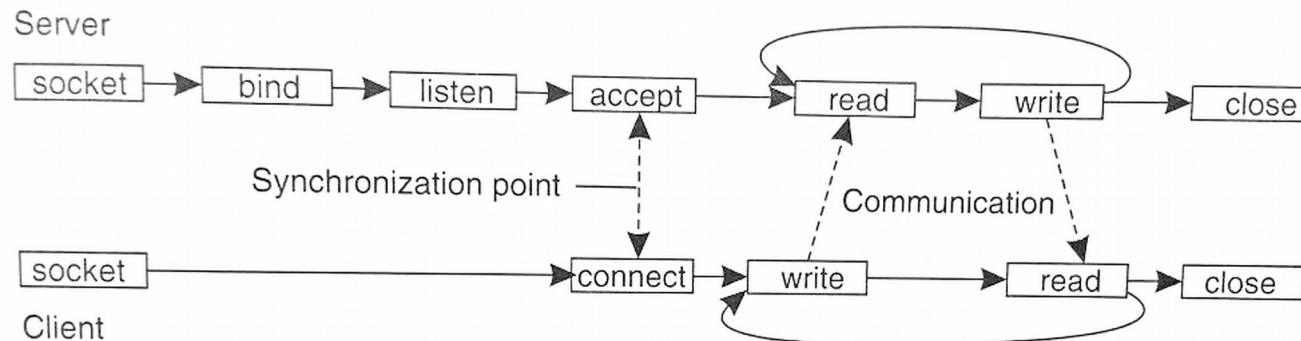 Server
socket bind listen accept read write close
Synchronization point
Communication
socket connect write read close
Client